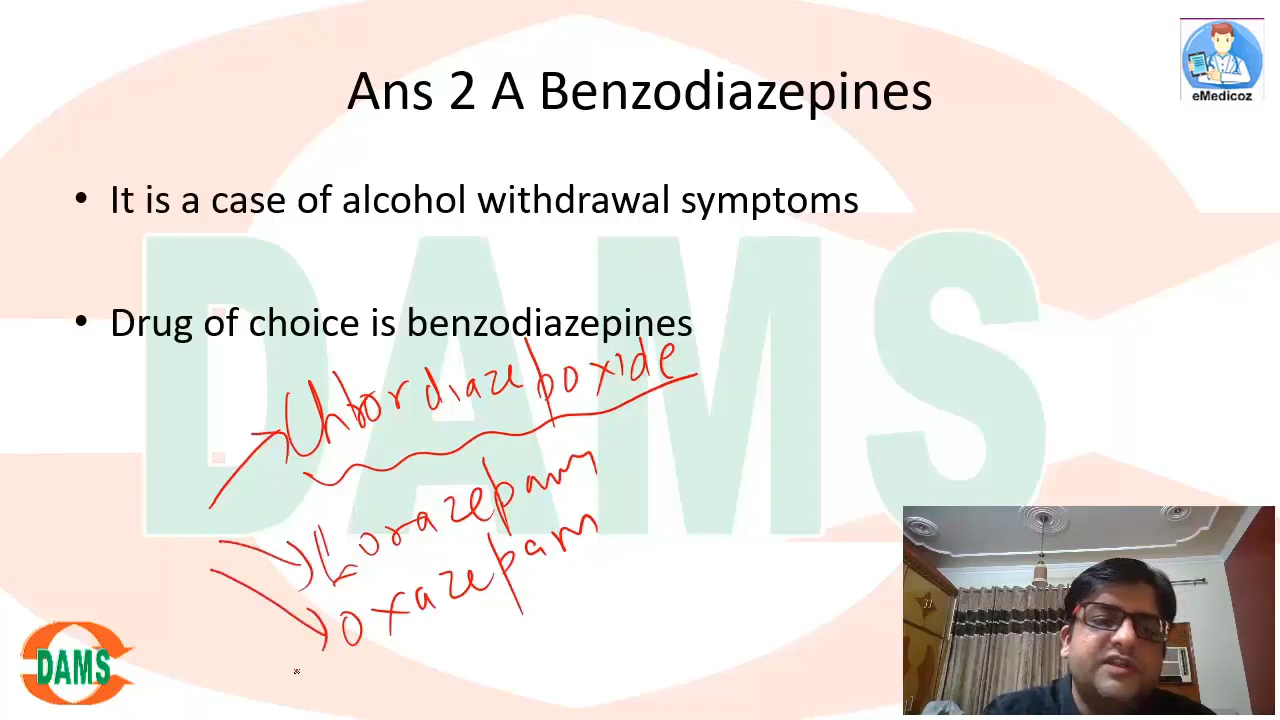 Ans 2 A Benzodiazepines
eMedicoz
• It is a case of alcohol withdrawal symptoms
• Drug of choice is benzodiazepines
Chlordiazepoxide
Lorazepam
oxazepam
DAMS
DAMS